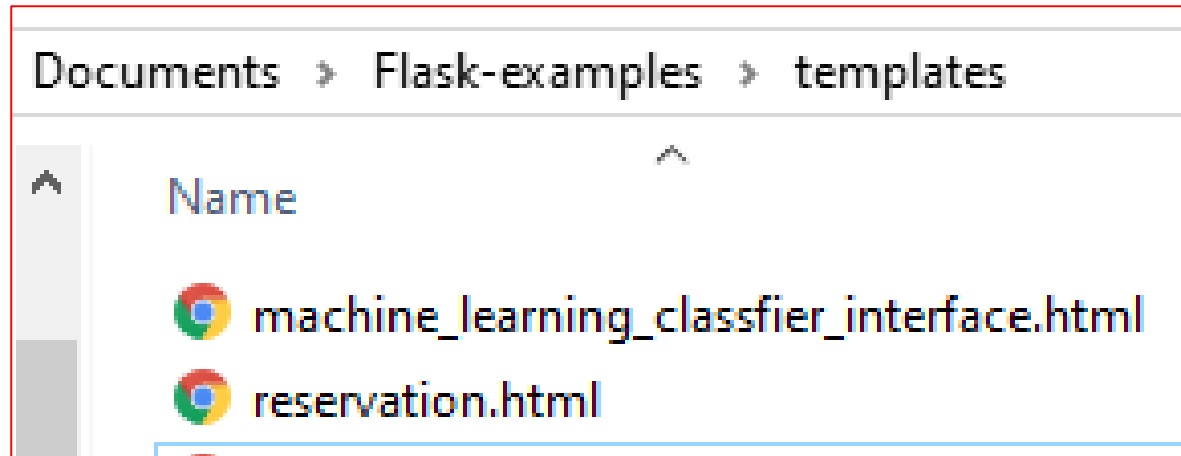 Documents > Flask-examples > templates
Name
machine_learning_classfier_interface.html
reservation.html